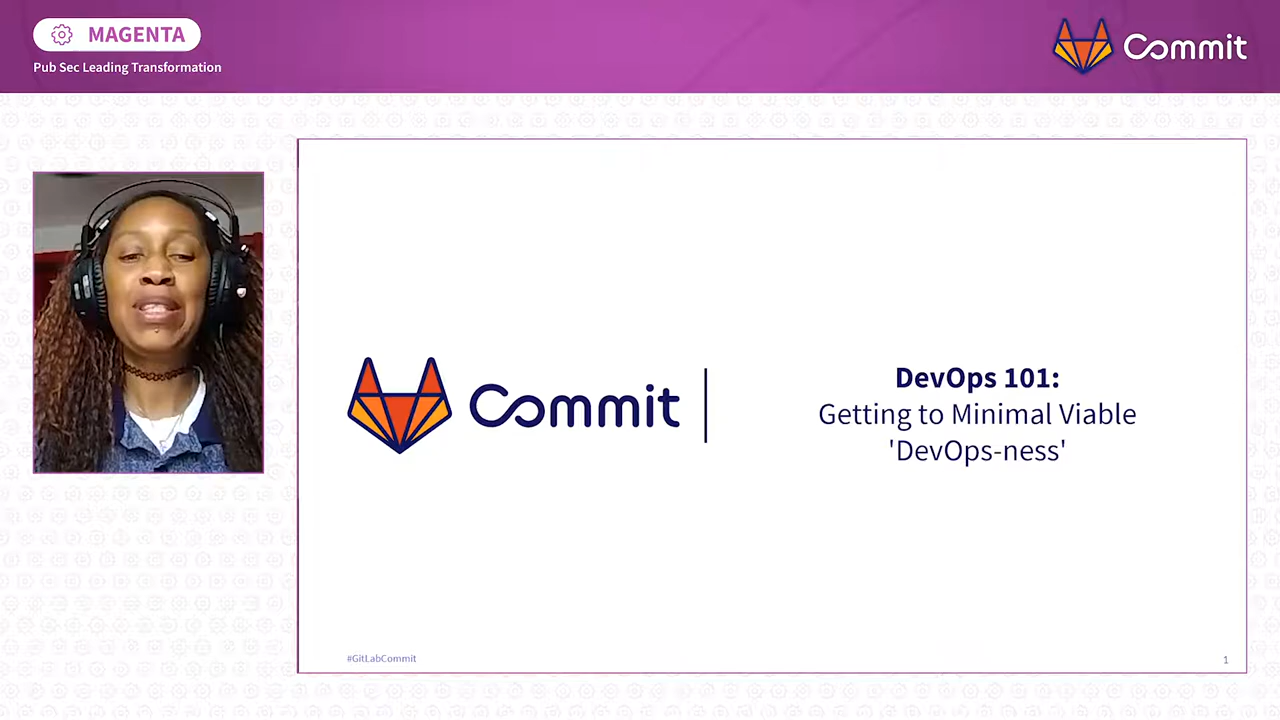 MAGENTA
Pub Sec Leading Transformation
Commit
Commit
DevOps 101:
Getting to Minimal Viable
'DevOps-ness'
#GitLabCommit
1